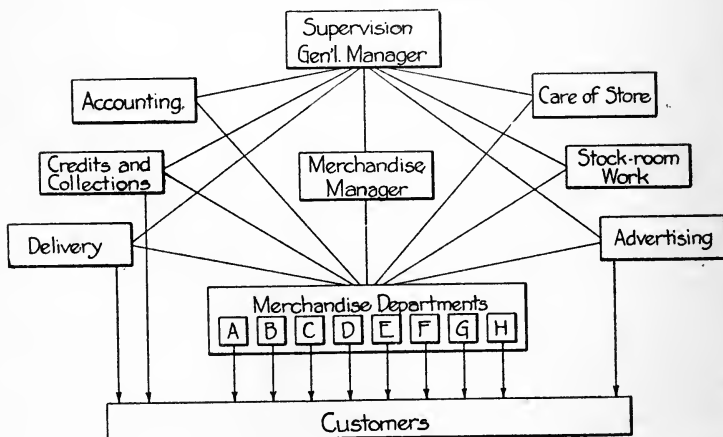 Supervision
Gen'l. Manager
Accounting.
Care of Store
Credits and
Collections
Merchandise
Manager
Stock-room
Work
Delivery
Advertising
Merchandise Departments
A B C D E F G H
Customers